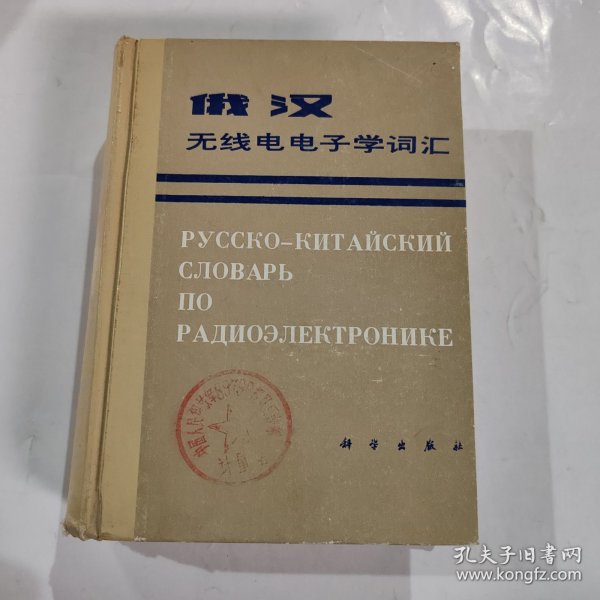 俄汉
无线电电子学词汇
РУССКО-КИТАЙСКИЙ
СЛОВАРЬ
ПО
РАДИОЭЛЕКТРОНИКЕ
科学出版社
孔夫子旧书网
www.kongfz.com